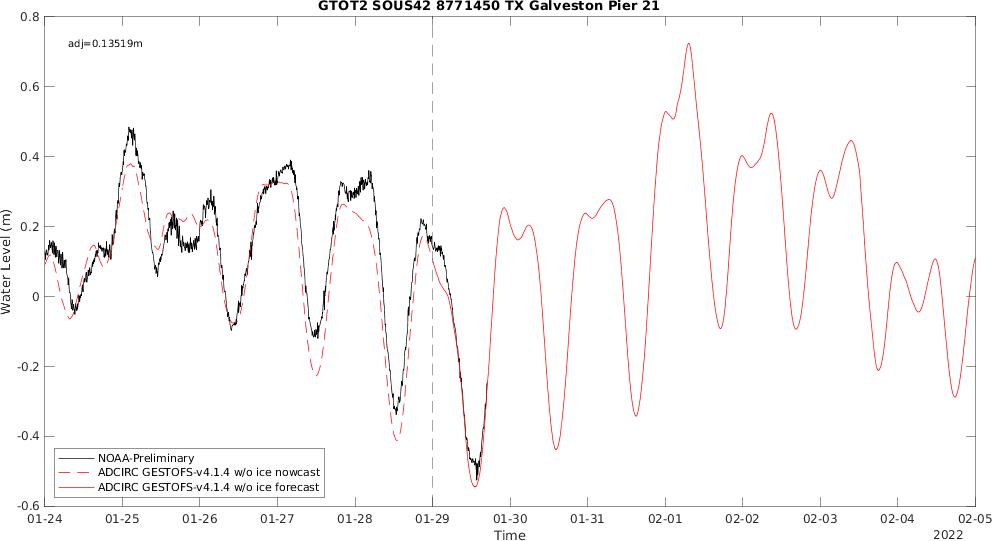 GTOT2 SOUS42 8771450 TX Galveston Pier 21
adj=0.13519m
0.8
0.6
0.4
0.2
0
-0.2
-0.4
-0.6
Water Level (m)
NOAA-Preliminary
ADCIRC GESTOFS-v4.1.4 w/o ice nowcast
ADCIRC GESTOFS-v4.1.4 w/o ice forecast
01-24 01-25 01-26 01-27 01-28 01-29 01-30 01-31 02-01 02-02 02-03 02-04 02-05
Time
2022